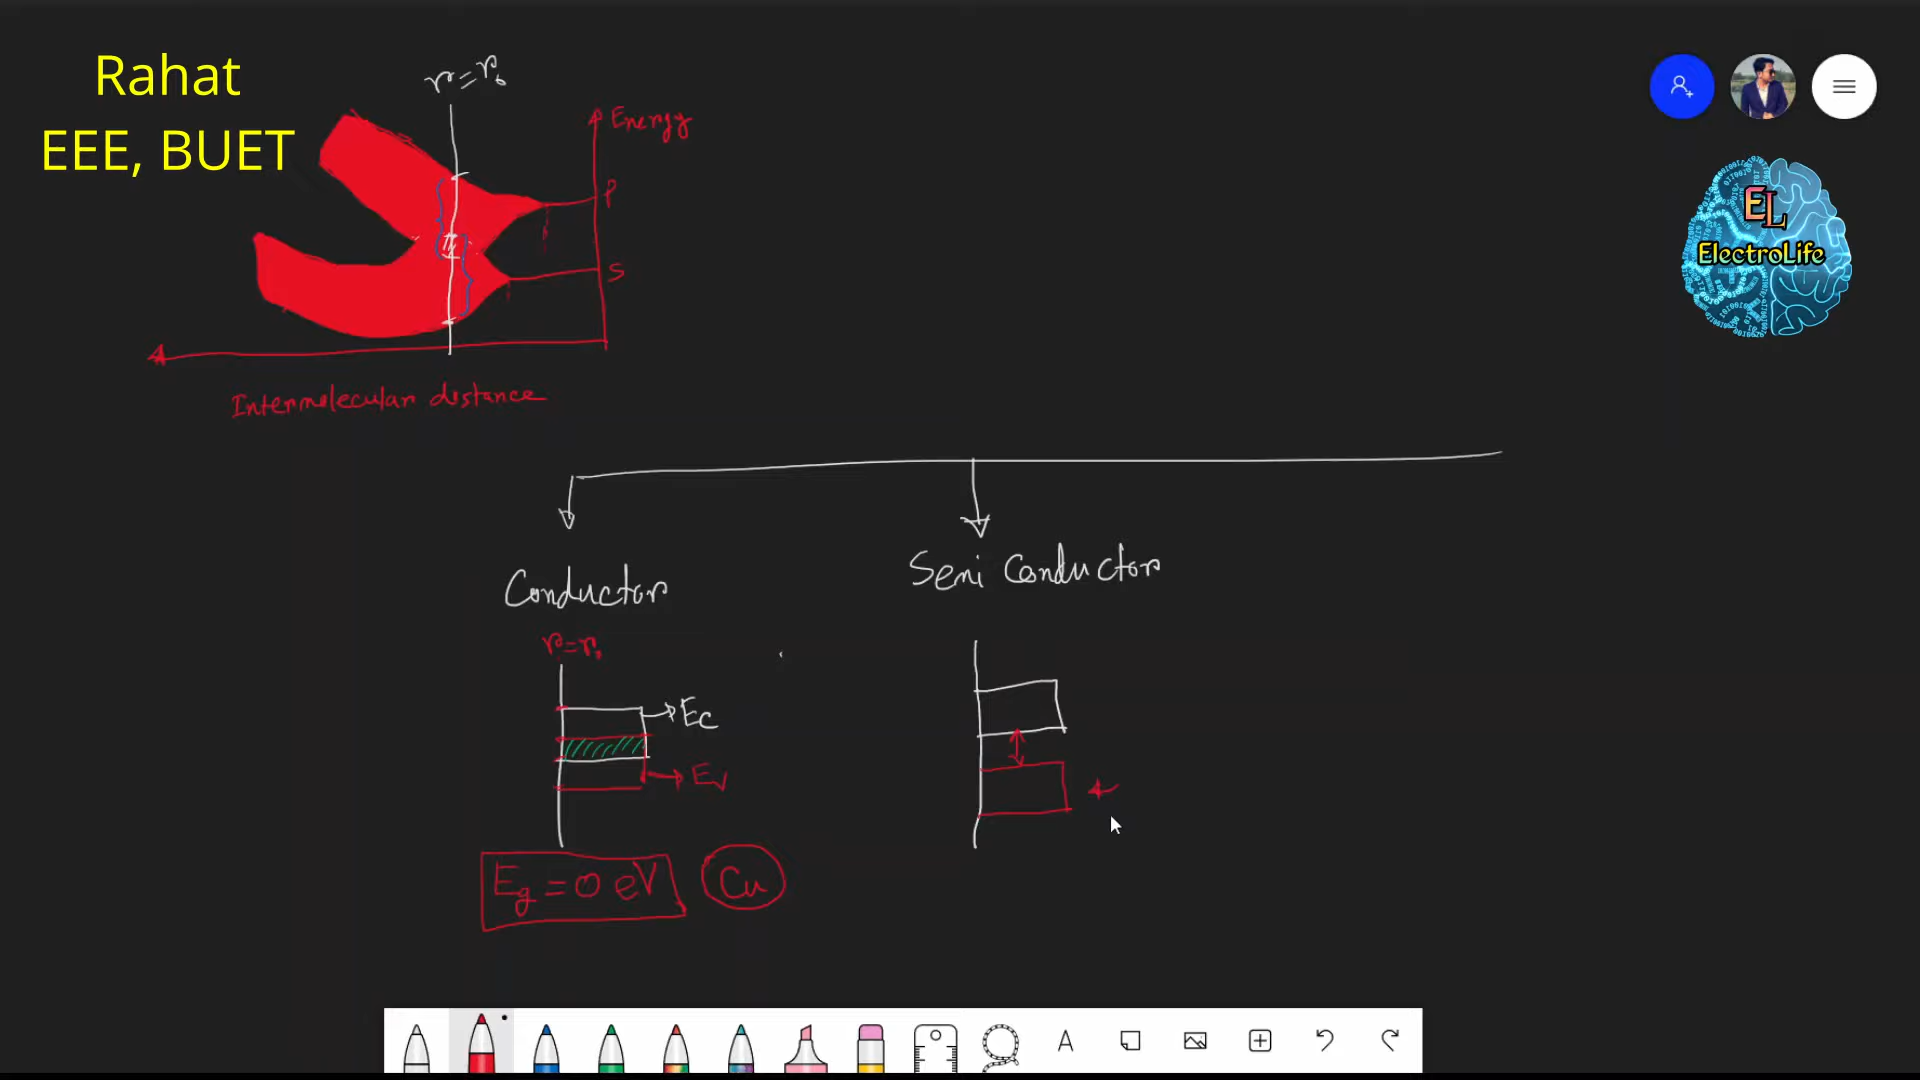 Rahat
EEE, BUET
r=r₀
Energy
P
S
Intermolecular distance
EL
ElectroLife
Conductor
Semi Conductor
r=r₀
Ec
Ev
Eg = 0 eV
Cu
A